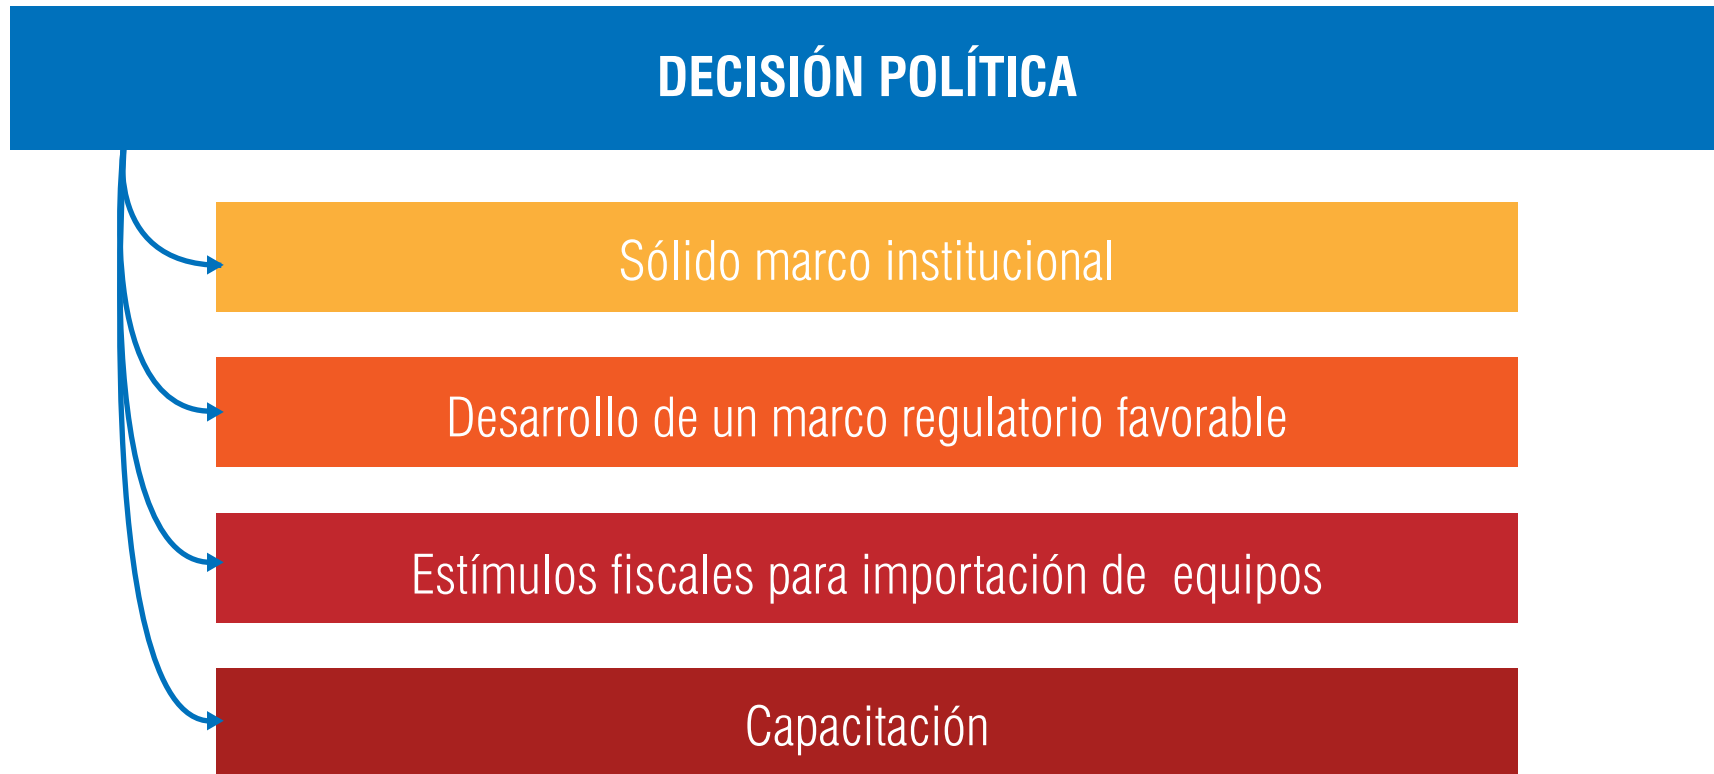 DECISIÓN POLÍTICA
Sólido marco institucional
Desarrollo de un marco regulatorio favorable
Estímulos fiscales para importación de  equipos
Capacitación